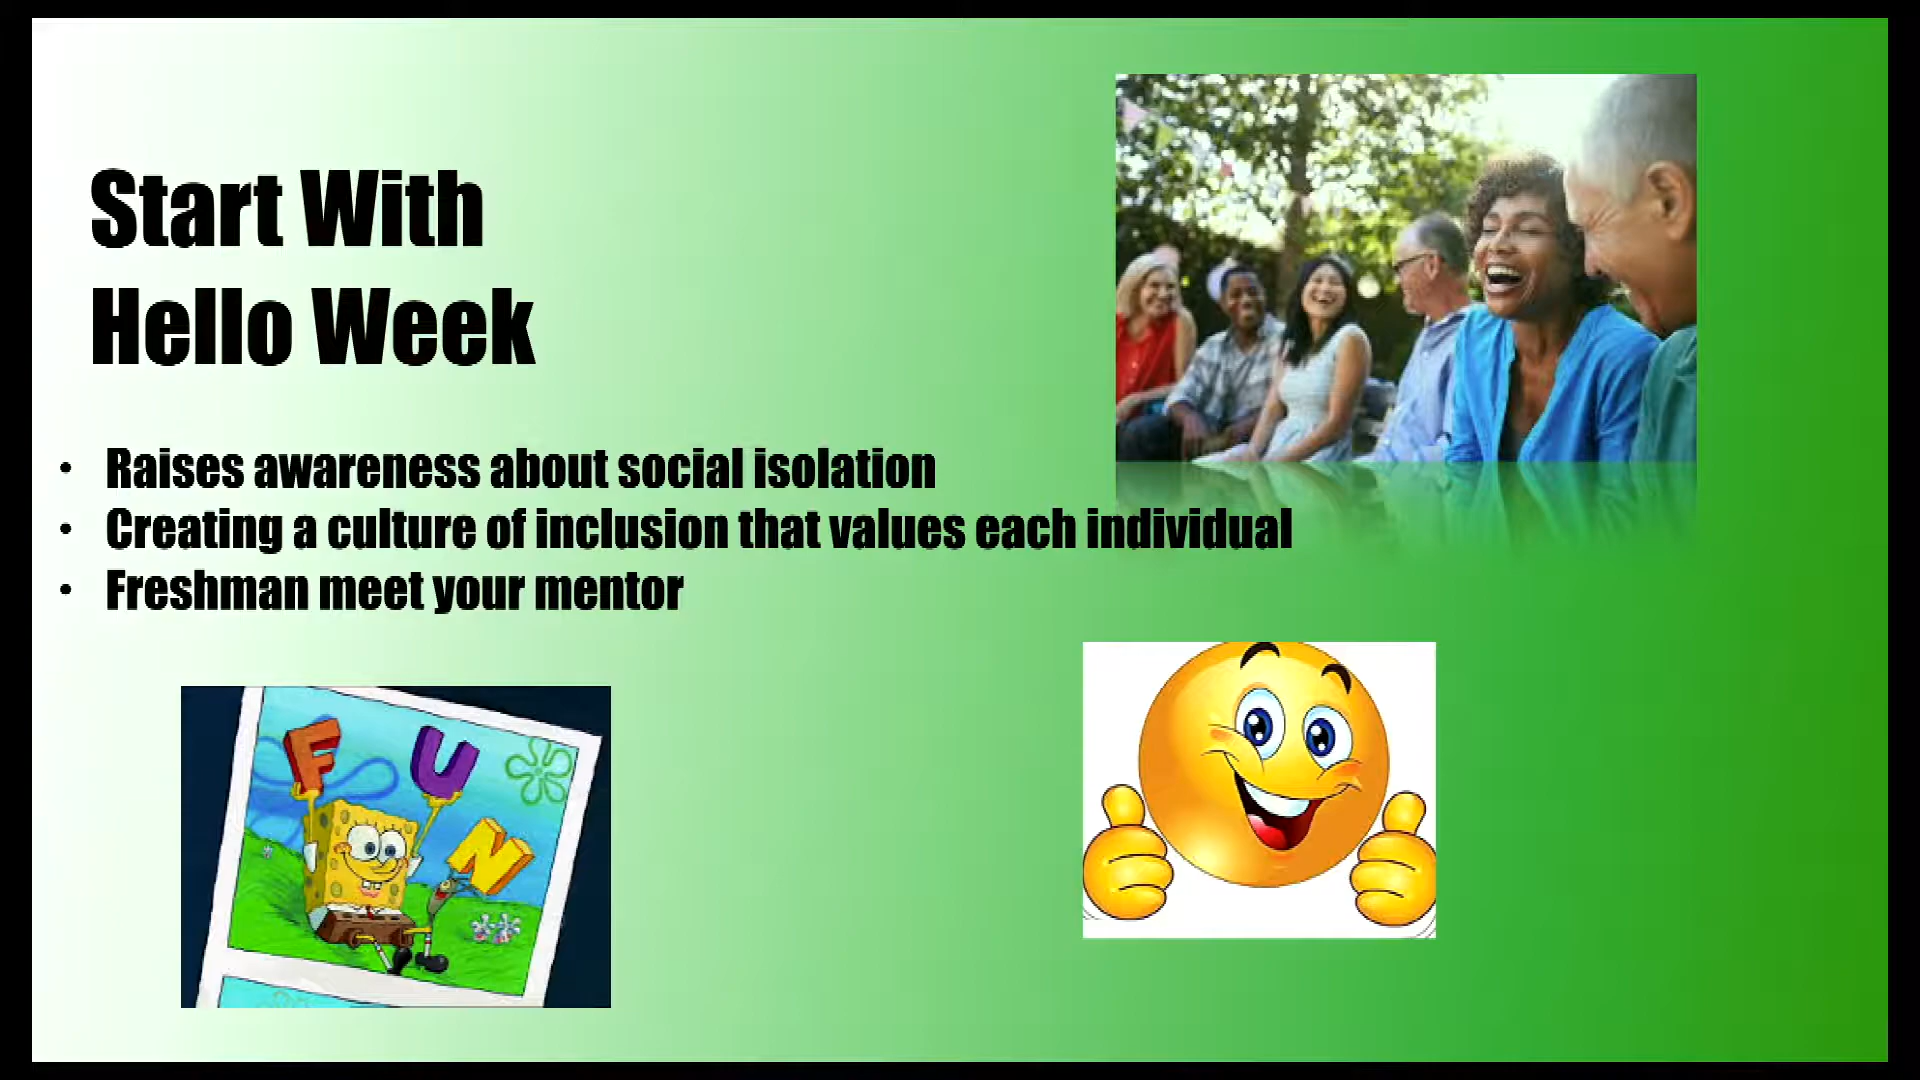 Start With
Hello Week
• Raises awareness about social isolation
• Creating a culture of inclusion that values each individual
• Freshman meet your mentor
F U
N